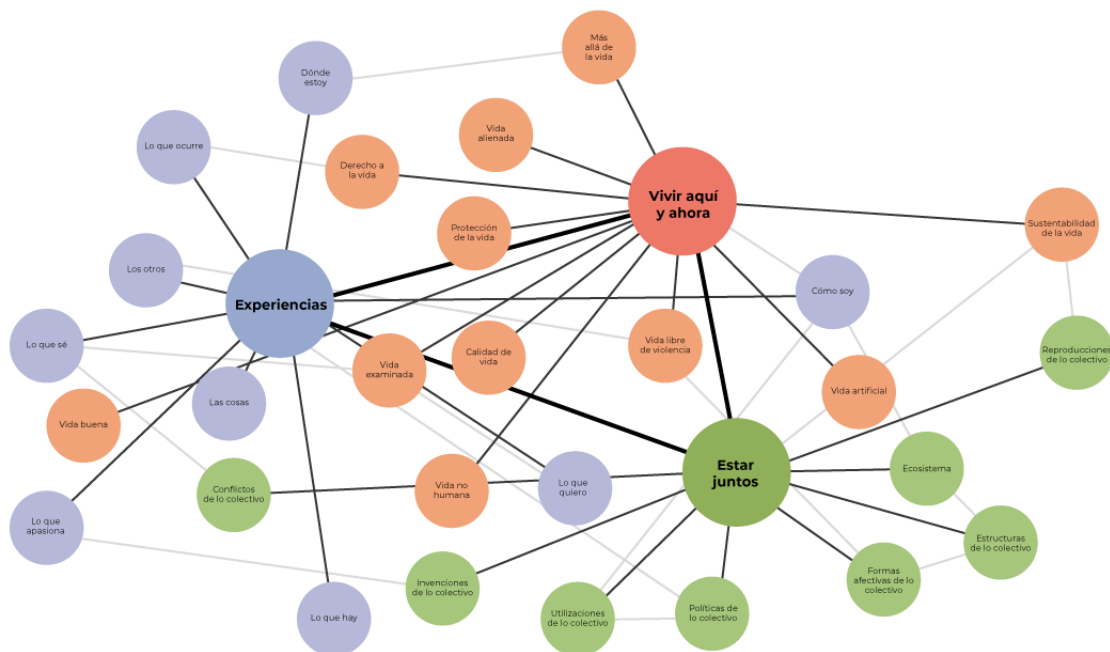 Más
allá de
la vida
Dónde
estoy
Vida
alienada
Lo que ocurre
Derecho a
la vida
Vivir aquí
y ahora
Protección
de la vida
Sustentabilidad
de la vida
Los otros
Experiencias
Cómo soy
Lo que sé
Vida
examinada
Calidad de
vida
Vida libre
de violencia
Reproducciones
de lo colectivo
Vida artificial
Las cosas
Vida buena
Estar
juntos
Ecosistema
Conflictos
de lo colectivo
Vida no
humana
Lo que
quiero
Lo que
apasiona
Estructuras
de lo colectivo
Invenciones
de lo colectivo
Formas
afectivas de lo
colectivo
Lo que hay
Utilizaciones
de lo colectivo
Políticas de
lo colectivo